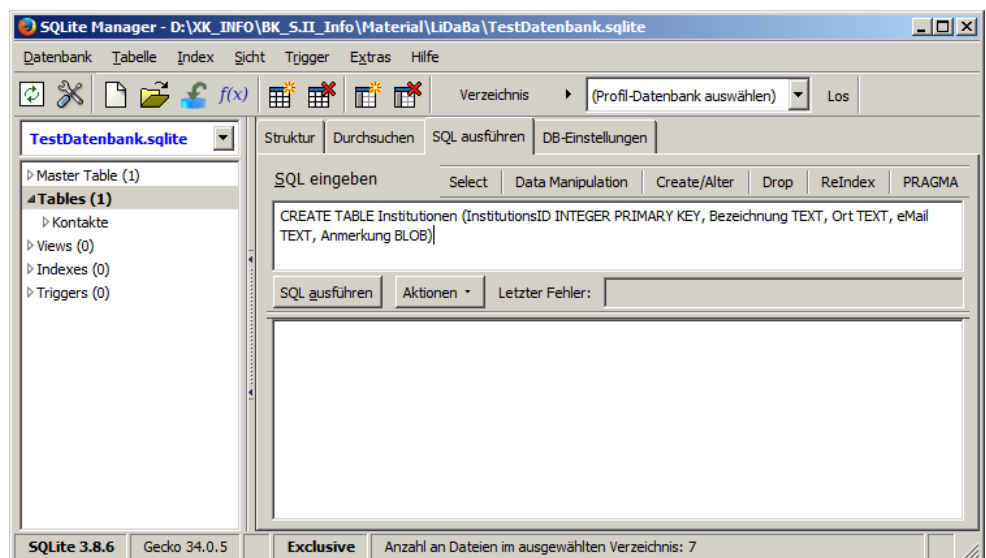 SQLite Manager - D:\XK_INFO\BK_S.II_Info\Material\LiDaBa\TestDatenbank.sqlite
Datenbank Tabelle Index Sicht Trigger Extras Hilfe
f(x) Verzeichnis (Profil-Datenbank auswählen) Los
TestDatenbank.sqlite
Master Table (1)
Tables (1)
Kontakte
Views (0)
Indexes (0)
Triggers (0)
Struktur Durchsuchen SQL ausführen DB-Einstellungen
SQL eingeben Select Data Manipulation Create/Alter Drop ReIndex PRAGMA
CREATE TABLE Institutionen (InstitutionsID INTEGER PRIMARY KEY, Bezeichnung TEXT, Ort TEXT, eMail
TEXT, Anmerkung BLOB)
SQL ausführen Aktionen Letzter Fehler:
SQLite 3.8.6 Gecko 34.0.5 Exclusive Anzahl an Dateien im ausgewählten Verzeichnis: 7